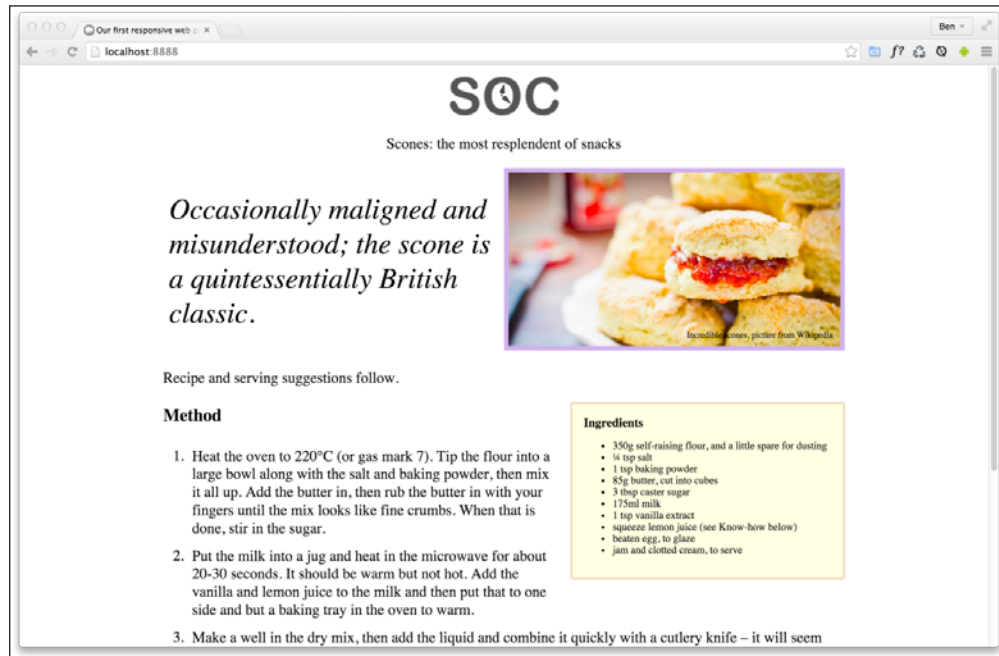 Our first responsive web p
Ben
localhost:8888
f?
SOC
Scones: the most resplendent of snacks
Occasionally maligned and
misunderstood; the scone is
a quintessentially British
classic.
Incredible scones, picture from Wikipedia
Recipe and serving suggestions follow.
Method
1. Heat the oven to 220°C (or gas mark 7). Tip the flour into a
large bowl along with the salt and baking powder, then mix
it all up. Add the butter in, then rub the butter in with your
fingers until the mix looks like fine crumbs. When that is
done, stir in the sugar.
2. Put the milk into a jug and heat in the microwave for about
20-30 seconds. It should be warm but not hot. Add the
vanilla and lemon juice to the milk and then put that to one
side and but a baking tray in the oven to warm.
3. Make a well in the dry mix, then add the liquid and combine it quickly with a cutlery knife – it will seem
Ingredients
• 350g self-raising flour, and a little spare for dusting
• ¼ tsp salt
• 1 tsp baking powder
• 85g butter, cut into cubes
• 3 tbsp caster sugar
• 175ml milk
• 1 tsp vanilla extract
• squeeze lemon juice (see Know-how below)
• beaten egg, to glaze
• jam and clotted cream, to serve